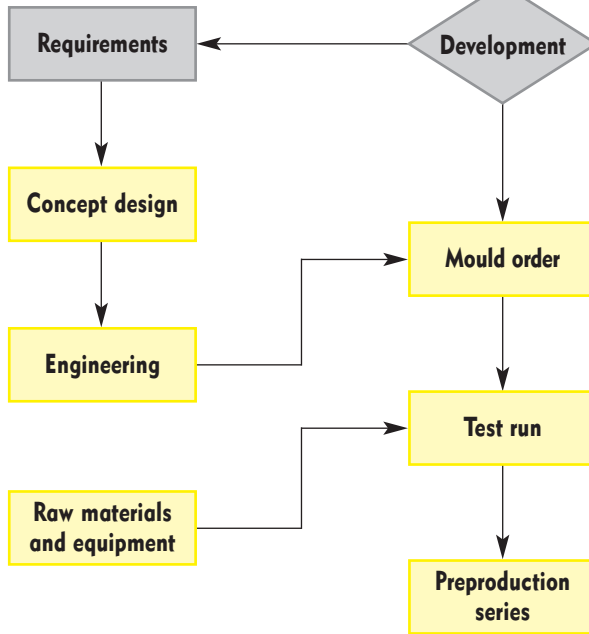 Requirements
Development
Concept design
Mould order
Engineering
Test run
Raw materials
and equipment
Preproduction
series